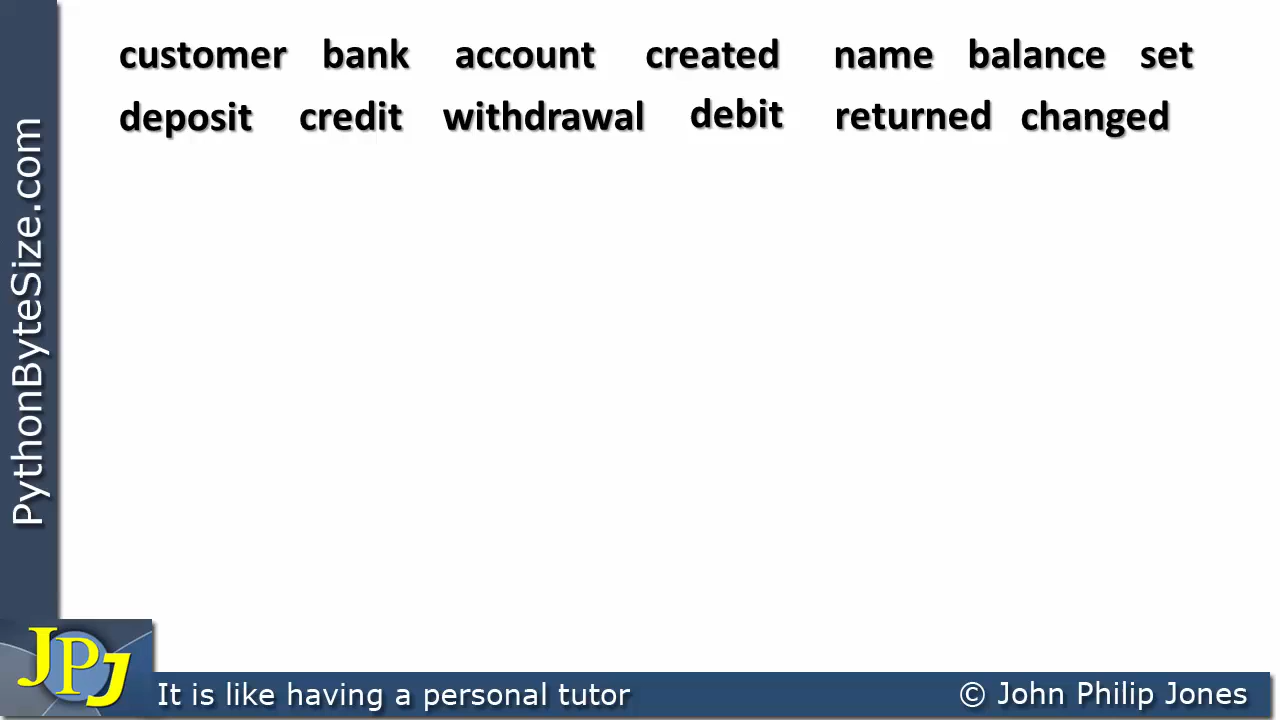 customer bank account created name balance set
deposit credit withdrawal debit returned changed
PythonByteSize.com
JPJ
It is like having a personal tutor
© John Philip Jones